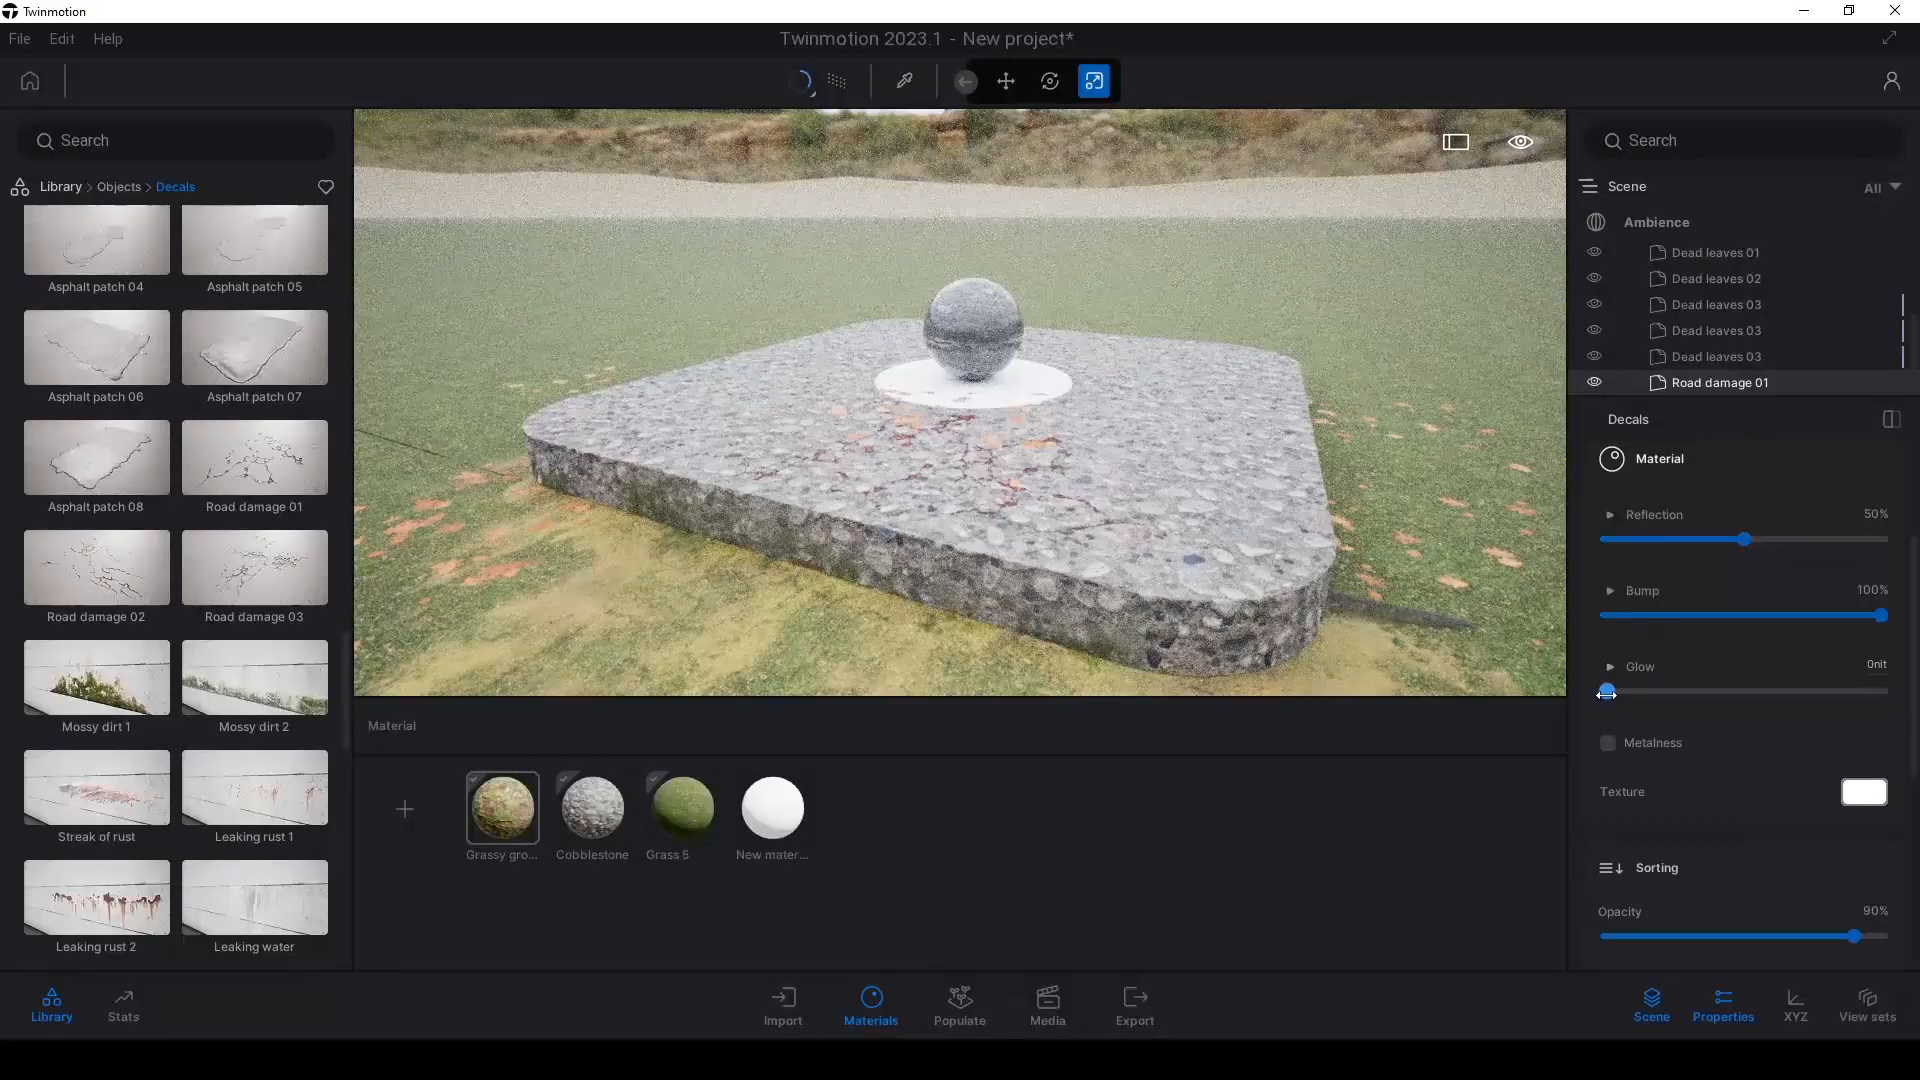 Twinmotion
File Edit Help
Twinmotion 2023.1 - New project*
Search
Library > Objects > Decals
Asphalt patch 04
Asphalt patch 05
Asphalt patch 06
Asphalt patch 07
Asphalt patch 08
Road damage 01
Road damage 02
Road damage 03
Mossy dirt 1
Mossy dirt 2
Streak of rust
Leaking rust 1
Leaking rust 2
Leaking water
Material
Grassy gro...
Cobblestone
Grass 5
New mater...
Search
Scene
All
Ambience
Dead leaves 01
Dead leaves 02
Dead leaves 03
Dead leaves 03
Dead leaves 03
Road damage 01
Decals
Material
Reflection 50%
Bump 100%
Glow 0nit
Metalness
Texture
Sorting
Opacity 90%
Library
Stats
Import
Materials
Populate
Media
Export
Scene
Properties
XYZ
View sets